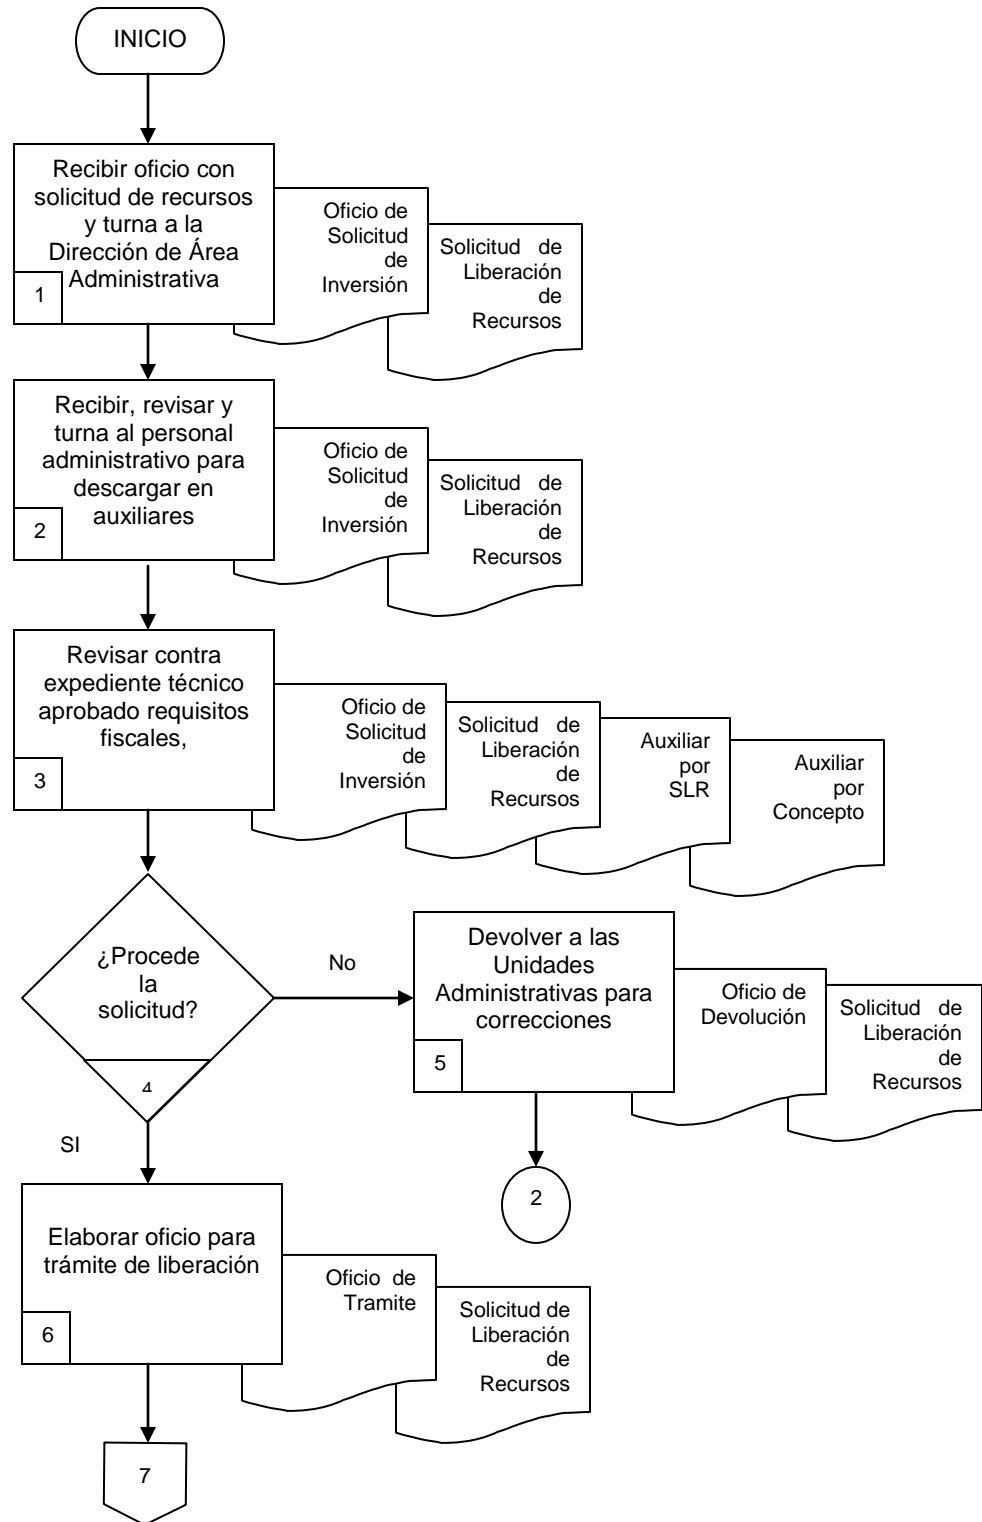 INICIO
Recibir oficio con
solicitud de recursos
y turna a la
Dirección de Área
Administrativa
1
Oficio de
Solicitud
de
Inversión
Solicitud de
Liberación
de
Recursos
Recibir, revisar y
turna al personal
administrativo para
descargar en
auxiliares
2
Oficio de
Solicitud
de
Inversión
Solicitud de
Liberación
de
Recursos
Revisar contra
expediente técnico
aprobado requisitos
fiscales,
3
Oficio de
Solicitud
de
Inversión
Solicitud de
Liberación
de
Recursos
Auxiliar
por
SLR
Auxiliar
por
Concepto
¿Procede
la
solicitud?
4
No
Devolver a las
Unidades
Administrativas para
correcciones
5
Oficio de
Devolución
Solicitud de
Liberación
de
Recursos
2
SI
Elaborar oficio para
trámite de liberación
6
Oficio de
Tramite
Solicitud de
Liberación
de
Recursos
7